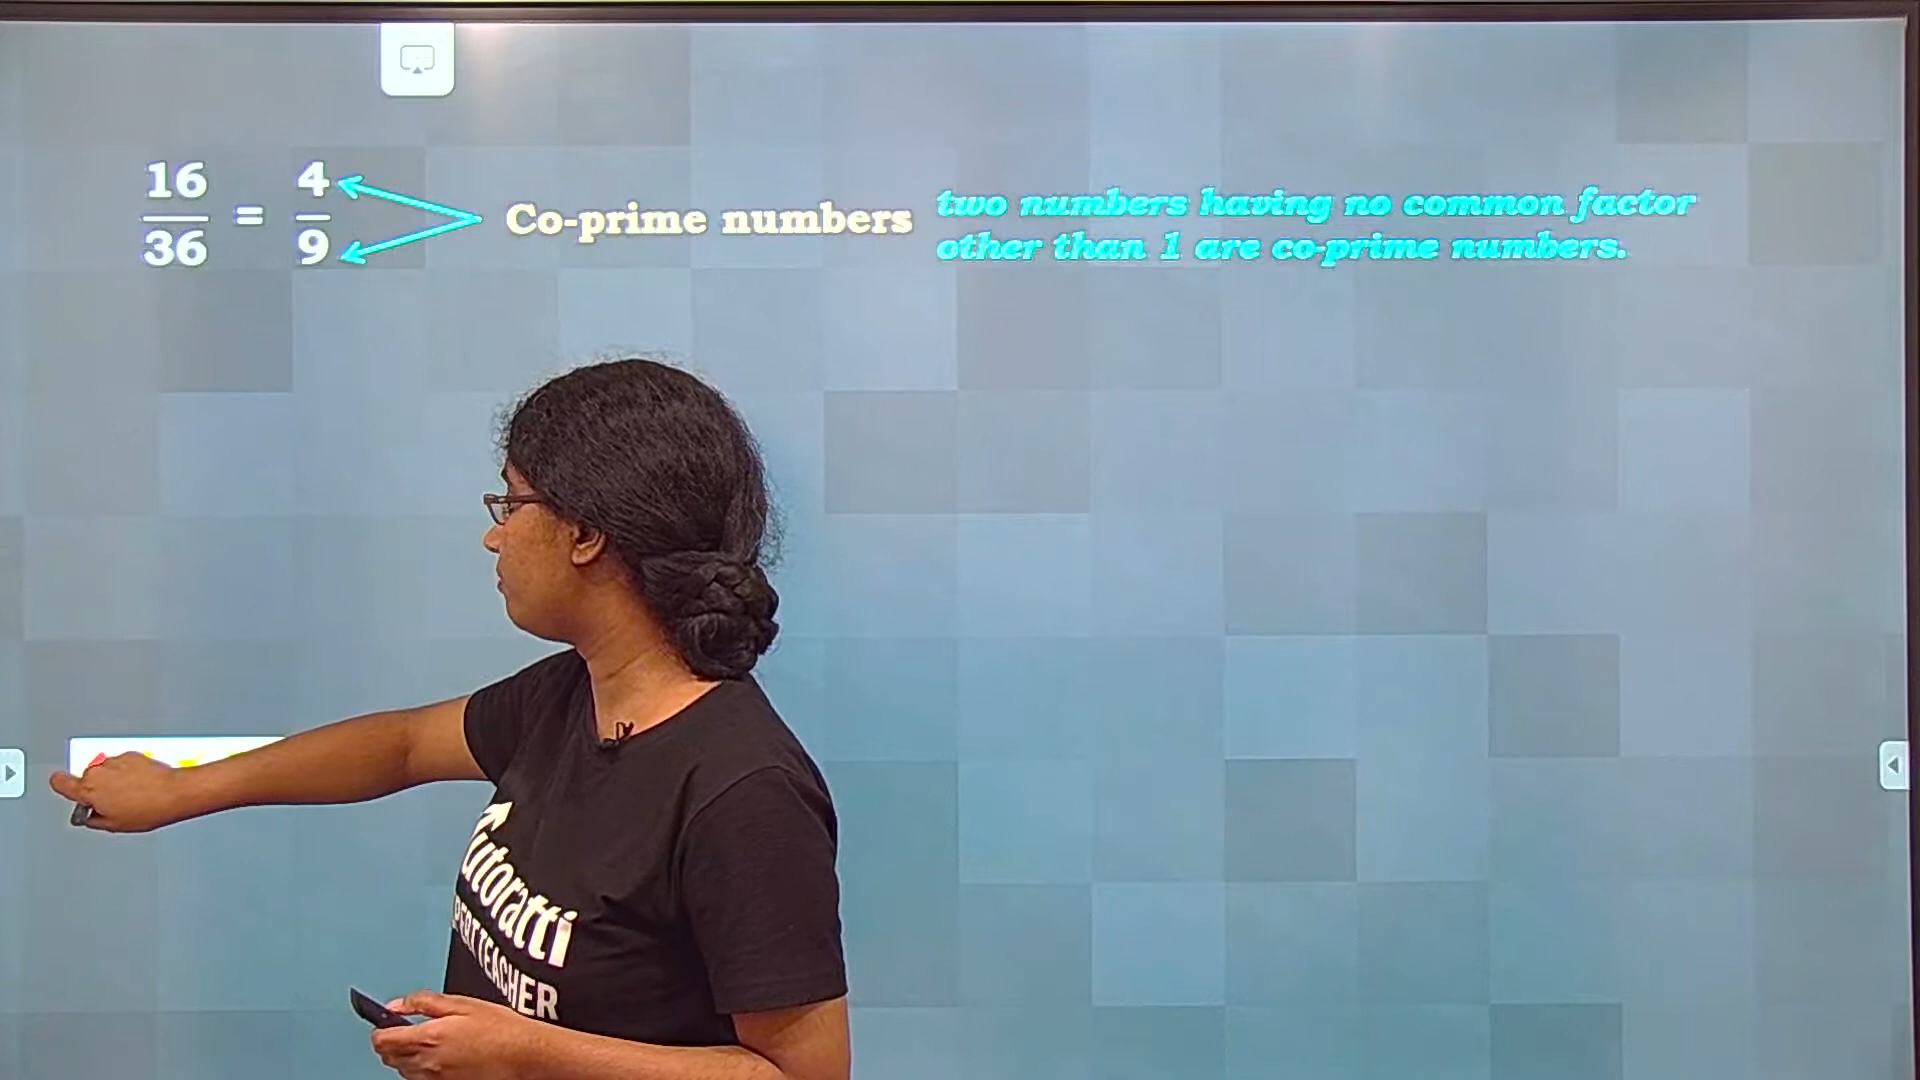 16/36 = 4/9
Co-prime numbers
two numbers having no common factor
other than 1 are co-prime numbers.
Tutoratti
TEACHER